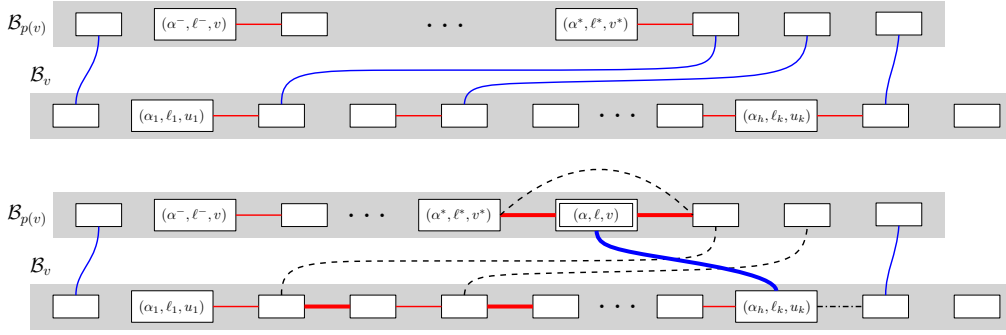 𝓑_{p(v)} (α⁻, ℓ⁻, v) · · · (α*, ℓ*, v*)
𝓑_v
(α₁, ℓ₁, u₁) · · · (α_h, ℓ_k, u_k)
𝓑_{p(v)} (α⁻, ℓ⁻, v) · · · (α*, ℓ*, v*) (α, ℓ, v)
𝓑_v
(α₁, ℓ₁, u₁) · · · (α_h, ℓ_k, u_k)